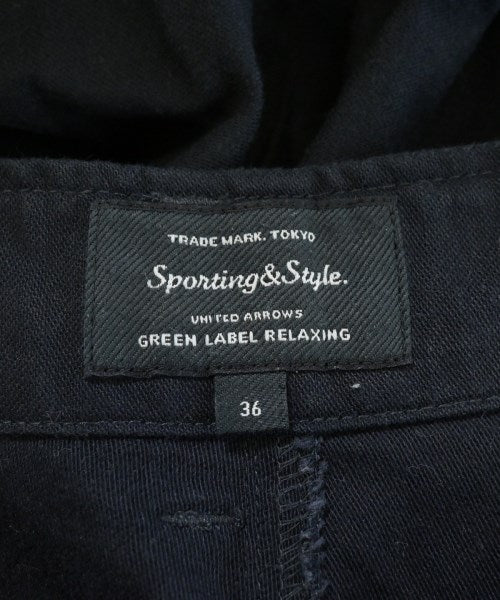 TRADE MARK. TOKYO
Sporting&Style.
UNITED ARROWS
GREEN LABEL RELAXING
36